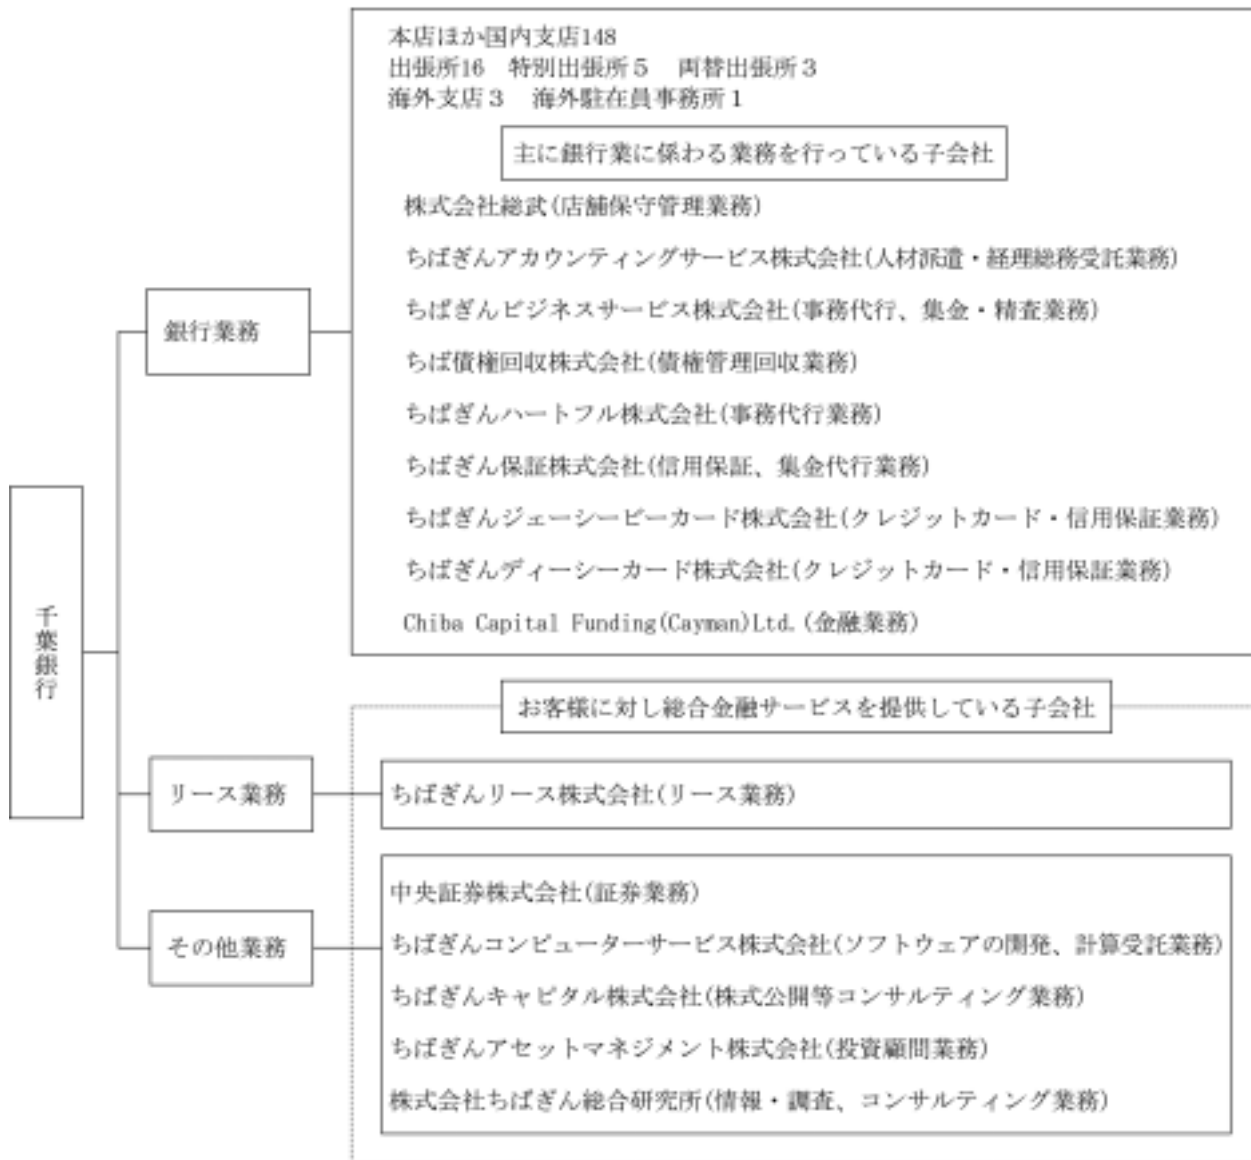 本店ほか国内支店148
出張所16　特別出張所５　両替出張所３
海外支店３　海外駐在員事務所１
主に銀行業に係わる業務を行っている子会社
株式会社総武(店舗保守管理業務)
ちばぎんアカウンティングサービス株式会社(人材派遣・経理総務受託業務)
銀行業務
ちばぎんビジネスサービス株式会社(事務代行、集金・精査業務)
ちば債権回収株式会社(債権管理回収業務)
ちばぎんハートフル株式会社(事務代行業務)
ちばぎん保証株式会社(信用保証、集金代行業務)
ちばぎんジェーシービーカード株式会社(クレジットカード・信用保証業務)
ちばぎんディーシーカード株式会社(クレジットカード・信用保証業務)
Chiba Capital Funding(Cayman)Ltd.(金融業務)
千葉銀行
お客様に対し総合金融サービスを提供している子会社
リース業務
ちばぎんリース株式会社(リース業務)
その他業務
中央証券株式会社(証券業務)
ちばぎんコンピューターサービス株式会社(ソフトウェアの開発、計算受託業務)
ちばぎんキャピタル株式会社(株式公開等コンサルティング業務)
ちばぎんアセットマネジメント株式会社(投資顧問業務)
株式会社ちばぎん総合研究所(情報・調査、コンサルティング業務)